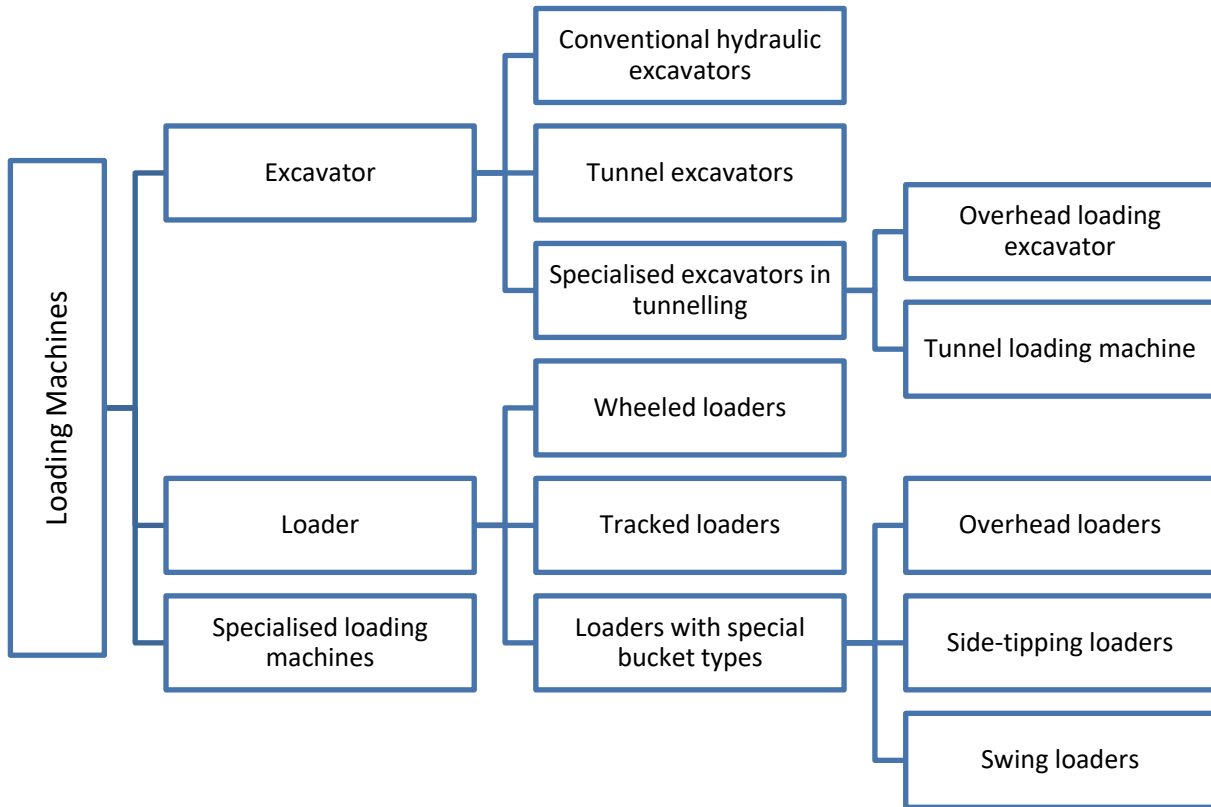 Loading Machines
Excavator
Conventional hydraulic
excavators
Tunnel excavators
Specialised excavators in
tunnelling
Overhead loading
excavator
Tunnel loading machine
Loader
Wheeled loaders
Tracked loaders
Loaders with special
bucket types
Overhead loaders
Side-tipping loaders
Swing loaders
Specialised loading
machines